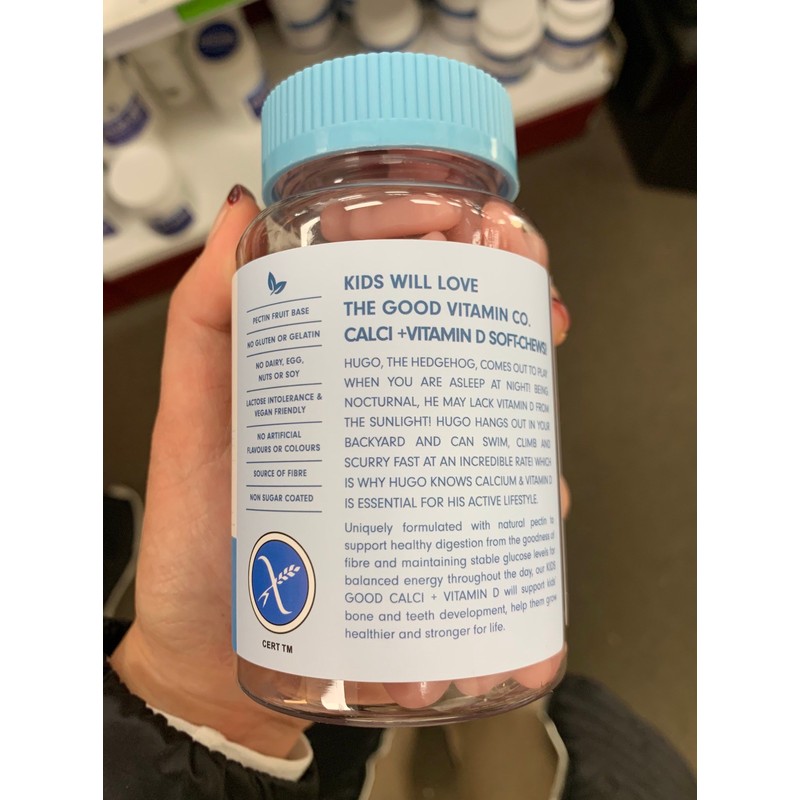 PECTIN FRUIT BASE
NO GLUTEN OR GELATIN
NO DAIRY, EGG,
NUTS OR SOY
LACTOSE INTOLERANCE &
VEGAN FRIENDLY
NO ARTIFICIAL
FLAVOURS OR COLOURS
SOURCE OF FIBRE
NON SUGAR COATED
CERT TM
KIDS WILL LOVE
THE GOOD VITAMIN CO.
CALCI +VITAMIN D SOFT-CHEWS!
HUGO, THE HEDGEHOG, COMES OUT TO PLAY
WHEN YOU ARE ASLEEP AT NIGHT! BEING
NOCTURNAL, HE MAY LACK VITAMIN D FROM
THE SUNLIGHT! HUGO HANGS OUT IN YOUR
BACKYARD AND CAN SWIM, CLIMB AND
SCURRY FAST AT AN INCREDIBLE RATE! WHICH
IS WHY HUGO KNOWS CALCIUM & VITAMIN D
IS ESSENTIAL FOR HIS ACTIVE LIFESTYLE.
Uniquely formulated with natural pectin to
support healthy digestion from the goodness of
fibre and maintaining stable glucose levels for
balanced energy throughout the day, our KIDS
GOOD CALCI + VITAMIN D will support kids'
bone and teeth development, help them grow
healthier and stronger for life.